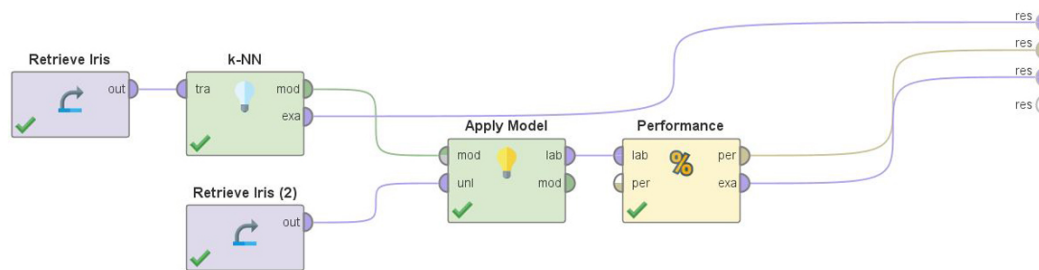 res
res
Retrieve Iris
k-NN
res
out
tra
mod
res
exa
Apply Model
Performance
mod
lab
lab
%
per
unl
mod
per
exa
Retrieve Iris (2)
out